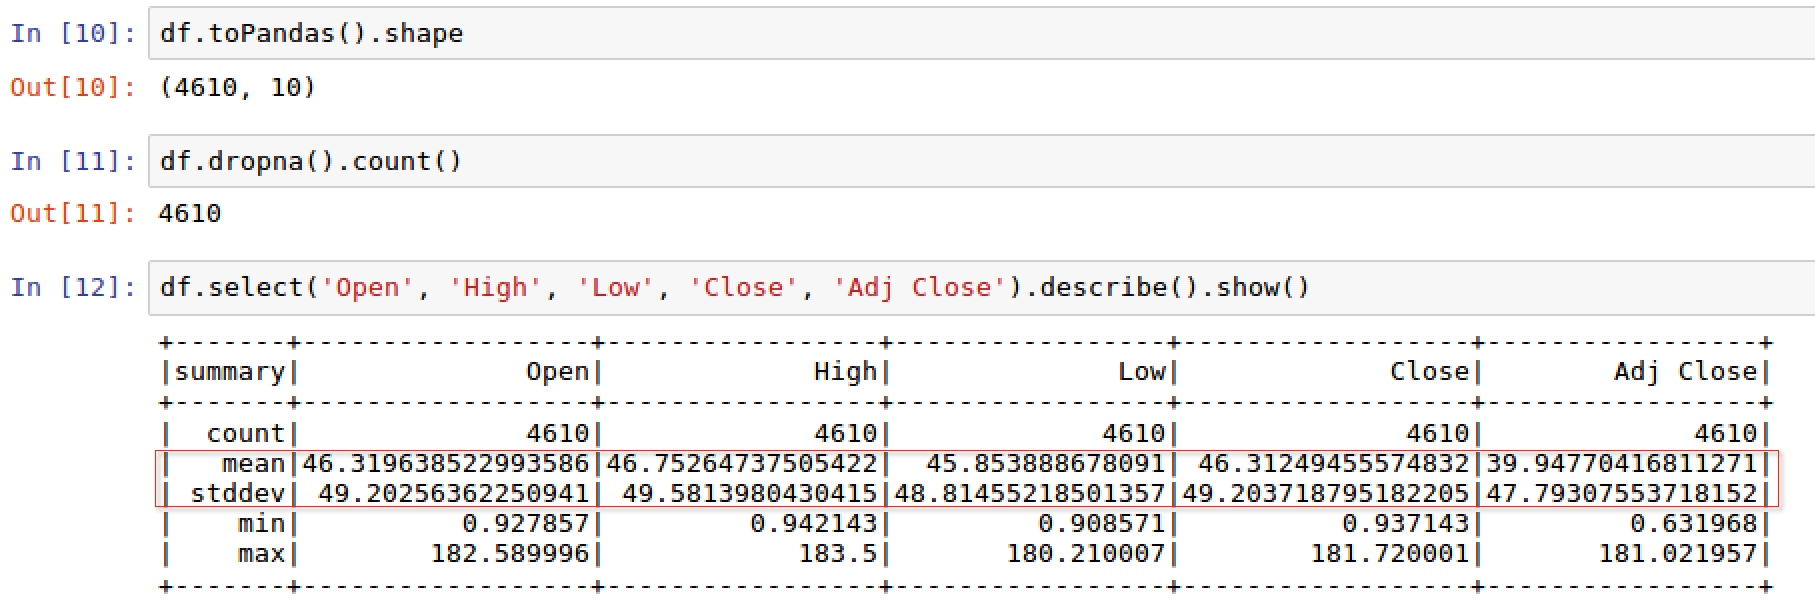 In [10]: df.toPandas().shape
Out[10]: (4610, 10)
In [11]: df.dropna().count()
Out[11]: 4610
In [12]: df.select('Open', 'High', 'Low', 'Close', 'Adj Close').describe().show()
+-------+------------------+-----------------+-----------------+------------------+-----------------+
|summary|              Open|             High|              Low|             Close|        Adj Close|
+-------+------------------+-----------------+-----------------+------------------+-----------------+
|  count|              4610|             4610|             4610|              4610|             4610|
|   mean|46.319638522993586|46.75264737505422|  45.853888678091| 46.31249455574832|39.94770416811271|
| stddev| 49.20256362250941| 49.5813980430415|48.81455218501357|49.203718795182205|47.79307553718152|
|    min|          0.927857|         0.942143|         0.908571|          0.937143|         0.631968|
|    max|        182.589996|            183.5|       180.210007|        181.720001|       181.021957|
+-------+------------------+-----------------+-----------------+------------------+-----------------+